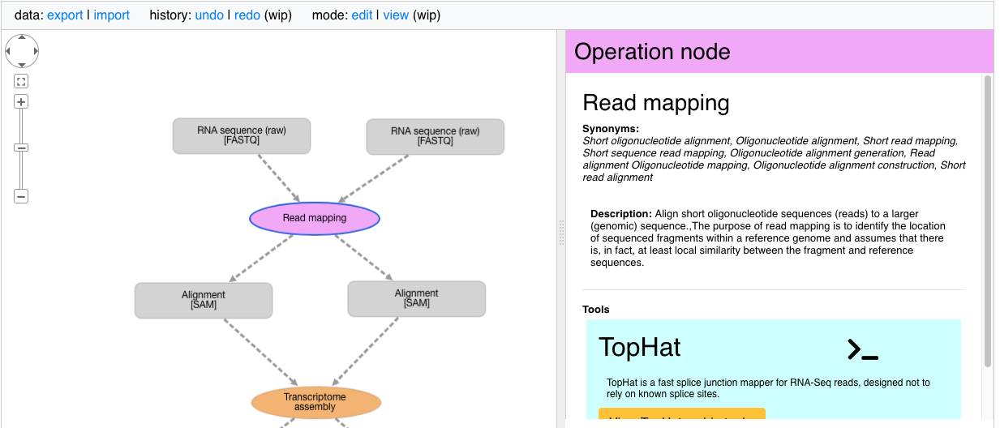 data: export | import history: undo | redo (wip) mode: edit | view (wip)
RNA sequence (raw)
[FASTQ]
RNA sequence (raw)
[FASTQ]
Read mapping
Alignment
[SAM]
Alignment
[SAM]
Transcriptome
assembly
Operation node
Read mapping
Synonyms:
Short oligonucleotide alignment, Oligonucleotide alignment, Short read mapping,
Short sequence read mapping, Oligonucleotide alignment generation, Read
alignment Oligonucleotide mapping, Oligonucleotide alignment construction, Short
read alignment
Description: Align short oligonucleotide sequences (reads) to a larger
(genomic) sequence.,The purpose of read mapping is to identify the location
of sequenced fragments within a reference genome and assumes that there
is, in fact, at least local similarity between the fragment and reference
sequences.
Tools
TopHat
TopHat is a fast splice junction mapper for RNA-Seq reads, designed not to
rely on known splice sites.